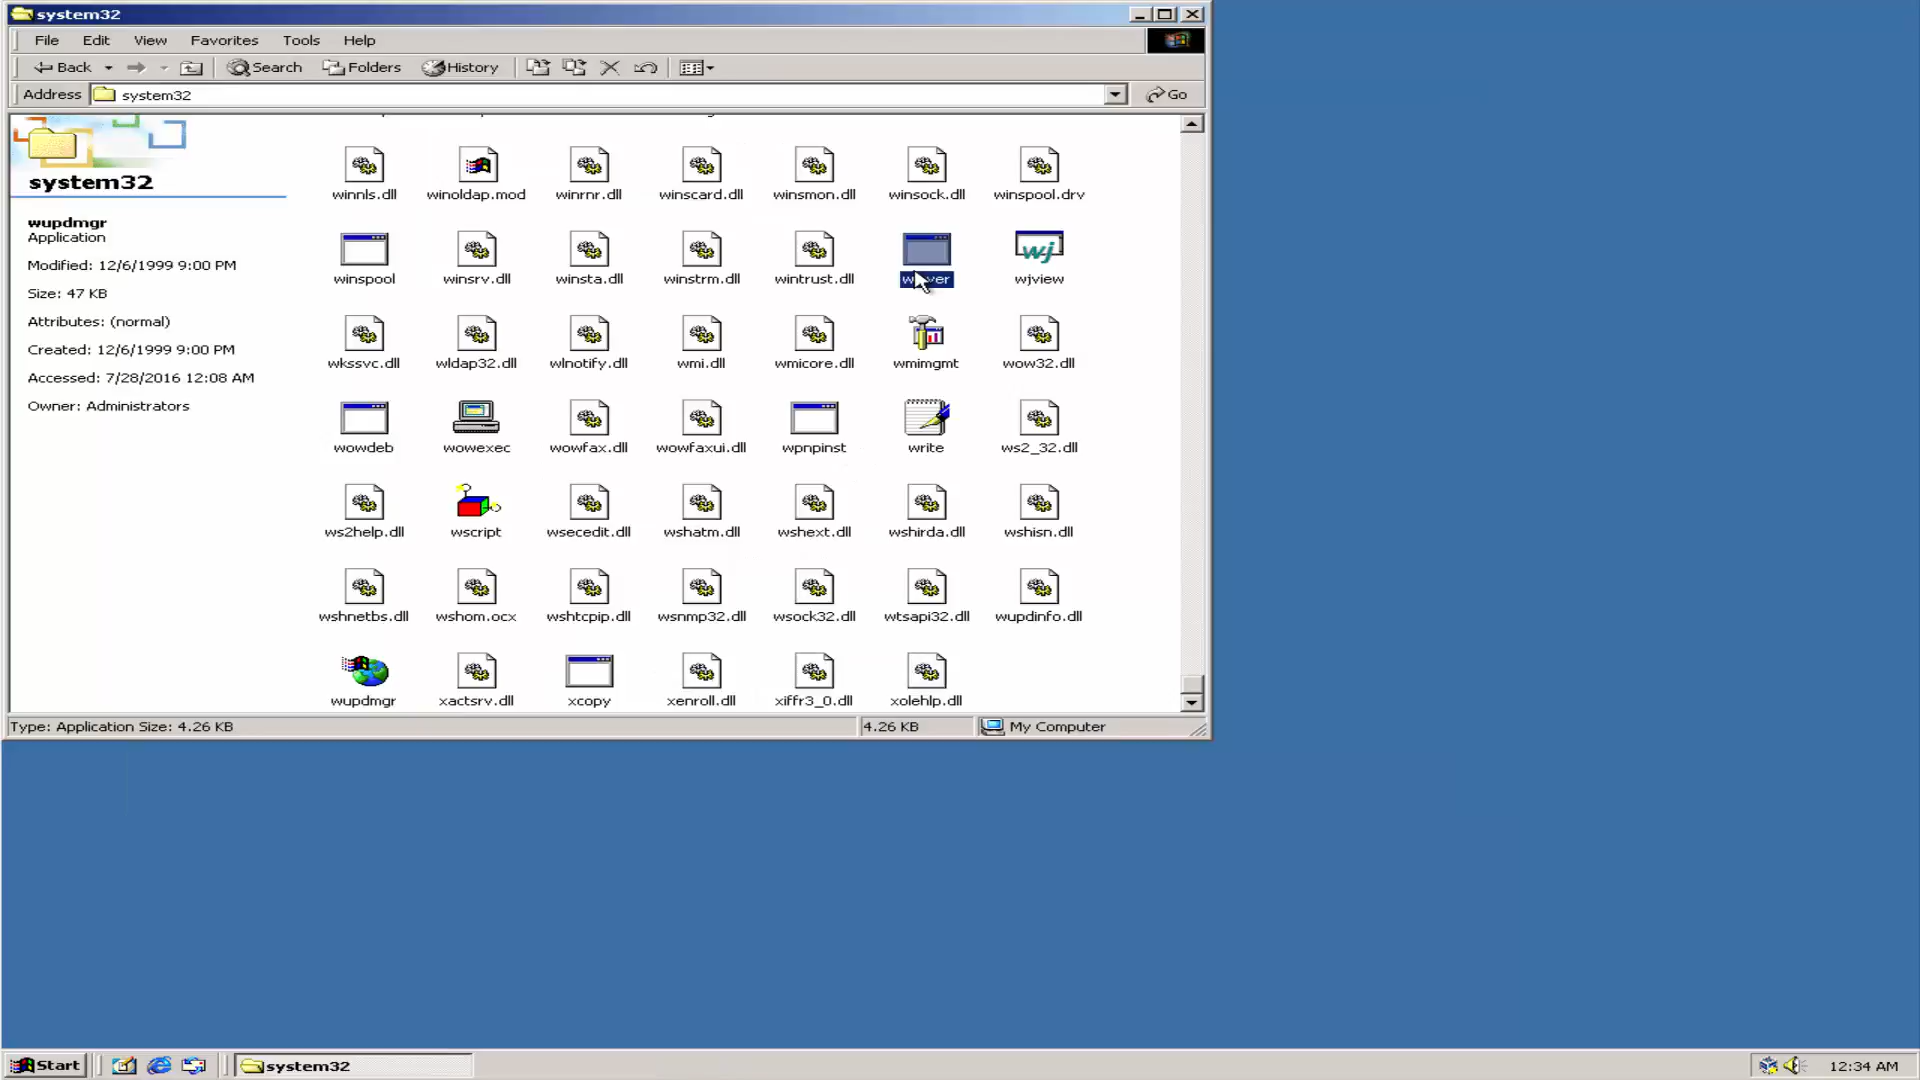 system32
File Edit View Favorites Tools Help
Back Search Folders History
Address system32 Go
system32
wupdmgr
Application
Modified: 12/6/1999 9:00 PM
Size: 47 KB
Attributes: (normal)
Created: 12/6/1999 9:00 PM
Accessed: 7/28/2016 12:08 AM
Owner: Administrators
winnls.dll winoldap.mod winrnr.dll winscard.dll winsmon.dll winsock.dll winspool.drv
winspool winsrv.dll winsta.dll winstrm.dll wintrust.dll wjview
wkssvc.dll wldap32.dll wlnotify.dll wmi.dll wmicore.dll wmimgmt wow32.dll
wowdeb wowexec wowfax.dll wowfaxui.dll wpnpinst write ws2_32.dll
ws2help.dll wscript wsecedit.dll wshatm.dll wshext.dll wshirda.dll wshisn.dll
wshnetbs.dll wshom.ocx wshtcpip.dll wsnmp32.dll wsock32.dll wtsapi32.dll wupdinfo.dll
wupdmgr xactsrv.dll xcopy xenroll.dll xiffr3_0.dll xolehlp.dll
Type: Application Size: 4.26 KB 4.26 KB My Computer
Start system32 12:34 AM